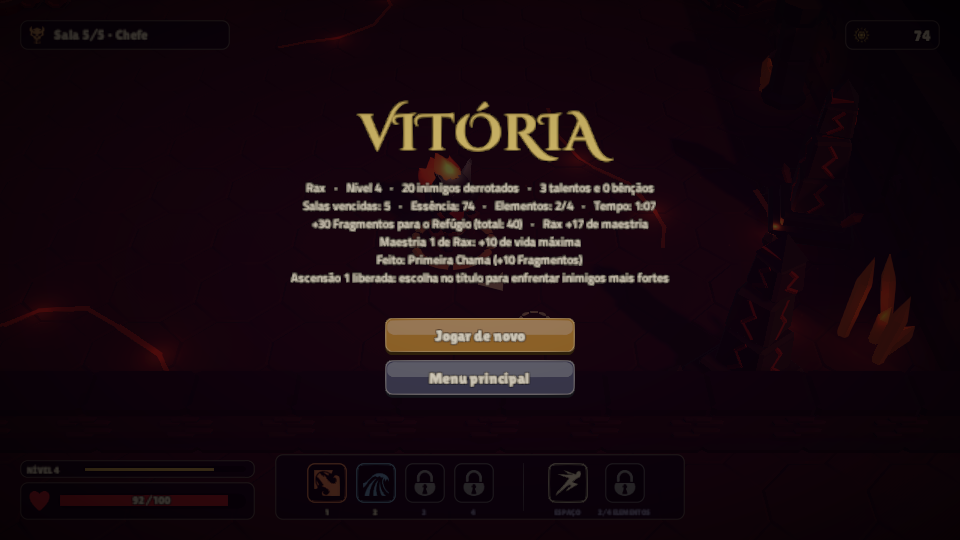 Sala 5/5 · Chefe
74
VITÓRIA
Rax · Nível 4 · 20 inimigos derrotados · 3 talentos e 0 bênçãos
Salas vencidas: 5 · Essência: 74 · Elementos: 2/4 · Tempo: 1:07
+30 Fragmentos para o Refúgio (total: 40) · Rax +17 de maestria
Maestria 1 de Rax: +10 de vida máxima
Feito: Primeira Chama (+10 Fragmentos)
Ascensão 1 liberada: escolha no título para enfrentar inimigos mais fortes
Jogar de novo
Menu principal
NÍVEL 4
92 / 100
1 2 3 4 ESPAÇO 2/4 ELEMENTOS